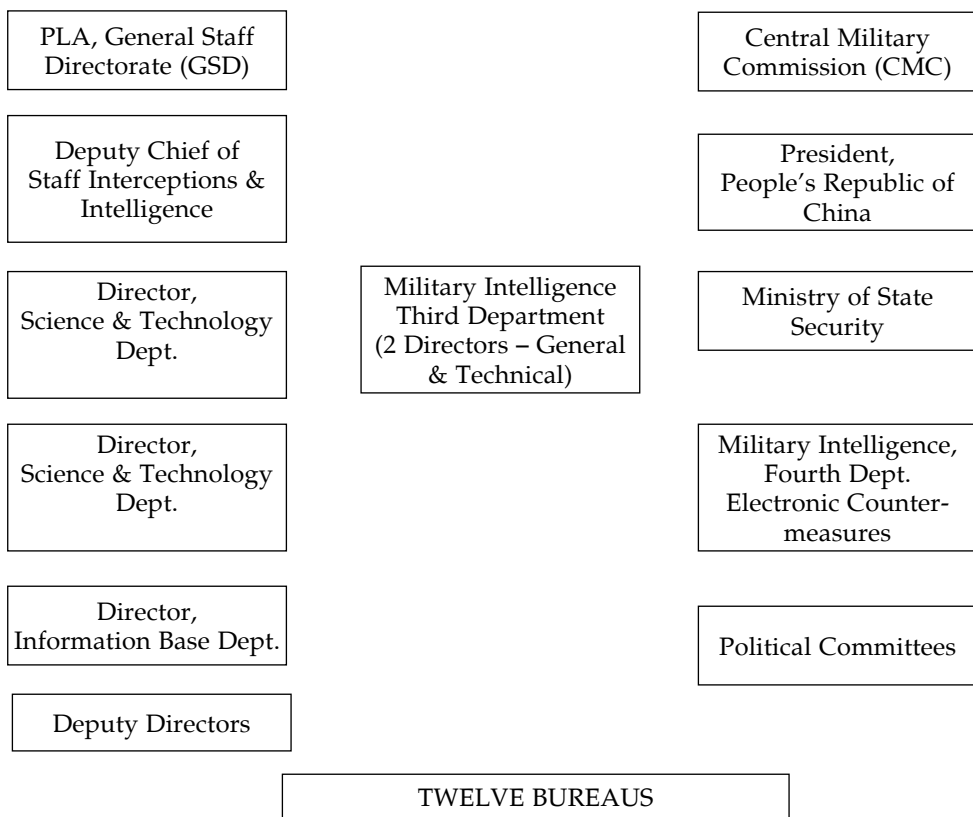 PLA, General Staff
Directorate (GSD)
Central Military
Commission (CMC)
Deputy Chief of
Staff Interceptions &
Intelligence
President,
People’s Republic of
China
Director,
Science & Technology
Dept.
Military Intelligence
Third Department
(2 Directors – General
& Technical)
Ministry of State
Security
Director,
Science & Technology
Dept.
Military Intelligence,
Fourth Dept.
Electronic Counter-
measures
Director,
Information Base Dept.
Political Committees
Deputy Directors
TWELVE BUREAUS